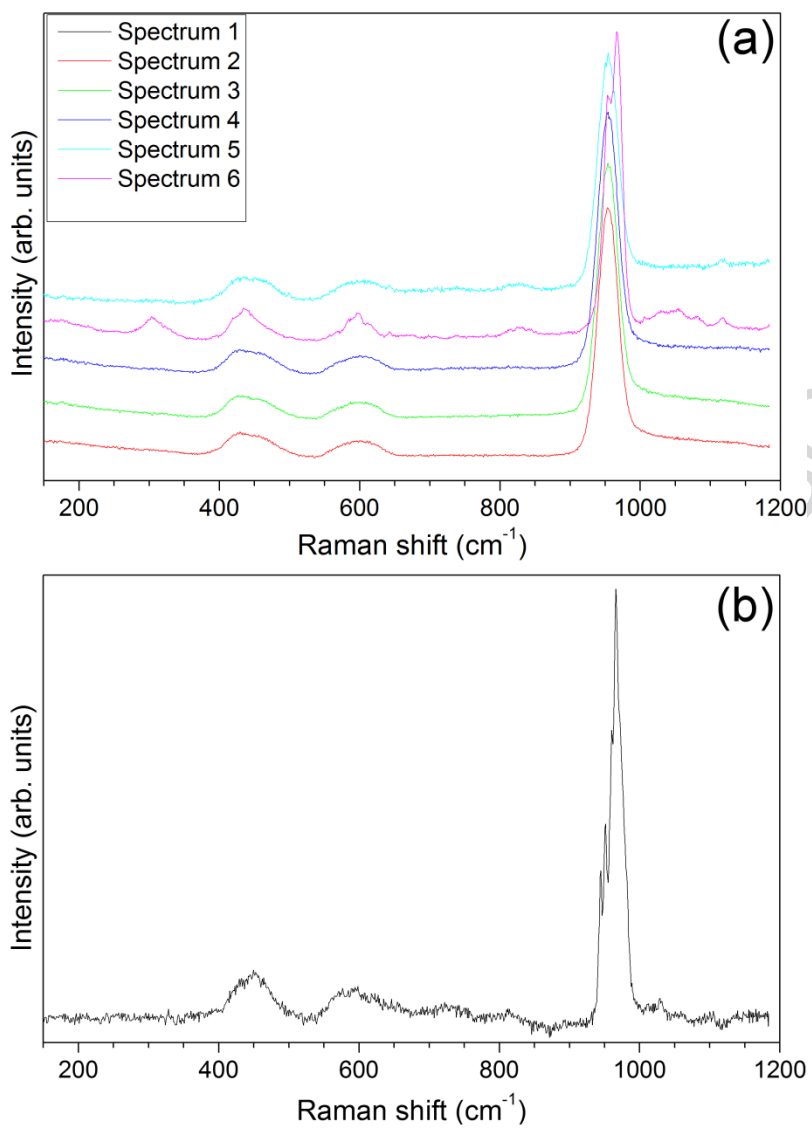 (a)
Spectrum 1
Spectrum 2
Spectrum 3
Spectrum 4
Spectrum 5
Spectrum 6
Intensity (arb. units)
200 400 600 800 1000 1200
Raman shift (cm⁻¹)
(b)
Intensity (arb. units)
200 400 600 800 1000 1200
Raman shift (cm⁻¹)